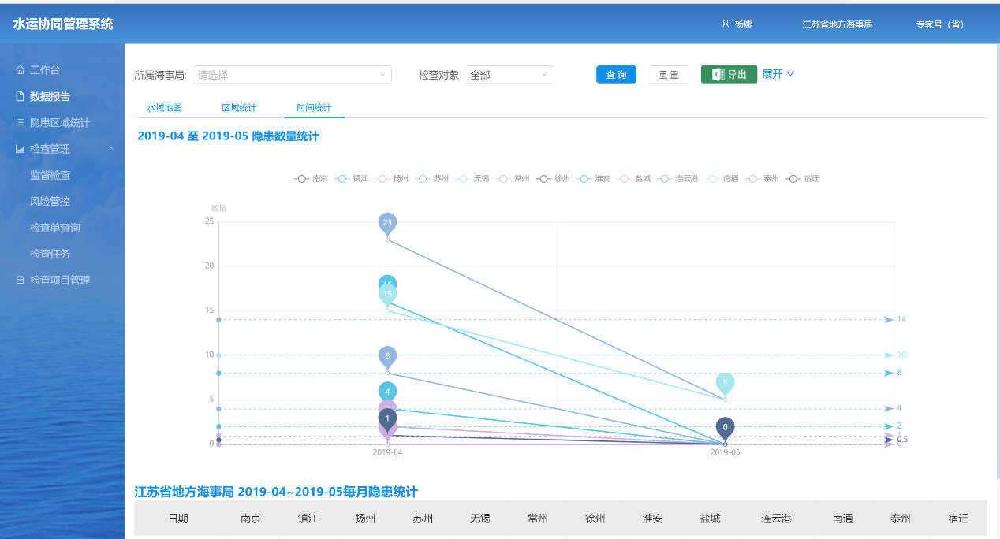 水运协同管理系统
杨娜 江苏省地方海事局 专家号（省）
工作台
数据报告
隐患区域统计
检查管理
监督检查
风险管控
检查单查询
检查任务
检查项目管理
所属海事局: 请选择 检查对象 全部 查询 重置 导出 展开
水域地图 区域统计 时间统计
2019-04 至 2019-05 隐患数量统计
南京 镇江 扬州 苏州 无锡 常州 徐州 淮安 盐城 连云港 南通 泰州 宿迁
数量
25
23
20
16
15
15
14
10
8
10
8
5
5
4
4
2
1
0
1
0.5
0
0
2019-04 2019-05
江苏省地方海事局 2019-04~2019-05每月隐患统计
日期 南京 镇江 扬州 苏州 无锡 常州 徐州 淮安 盐城 连云港 南通 泰州 宿迁